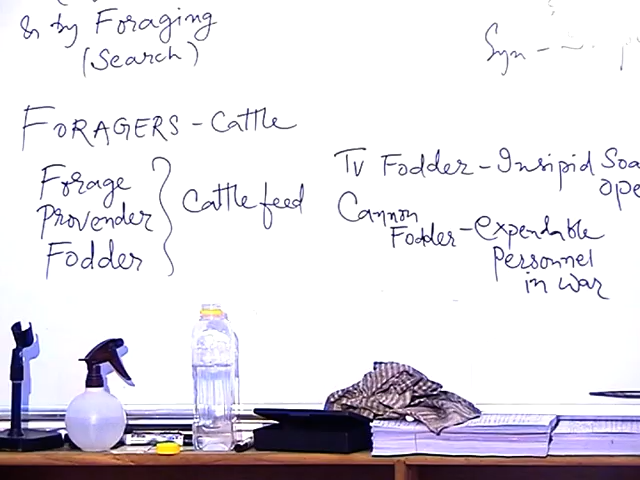 & by Foraging
(Search)
Syn –
FORAGERS – Cattle
Forage
Provender
Fodder
Cattle feed
TV Fodder – Insipid Soa
ope
Cannon
Fodder – Expendable
Personnel
in war